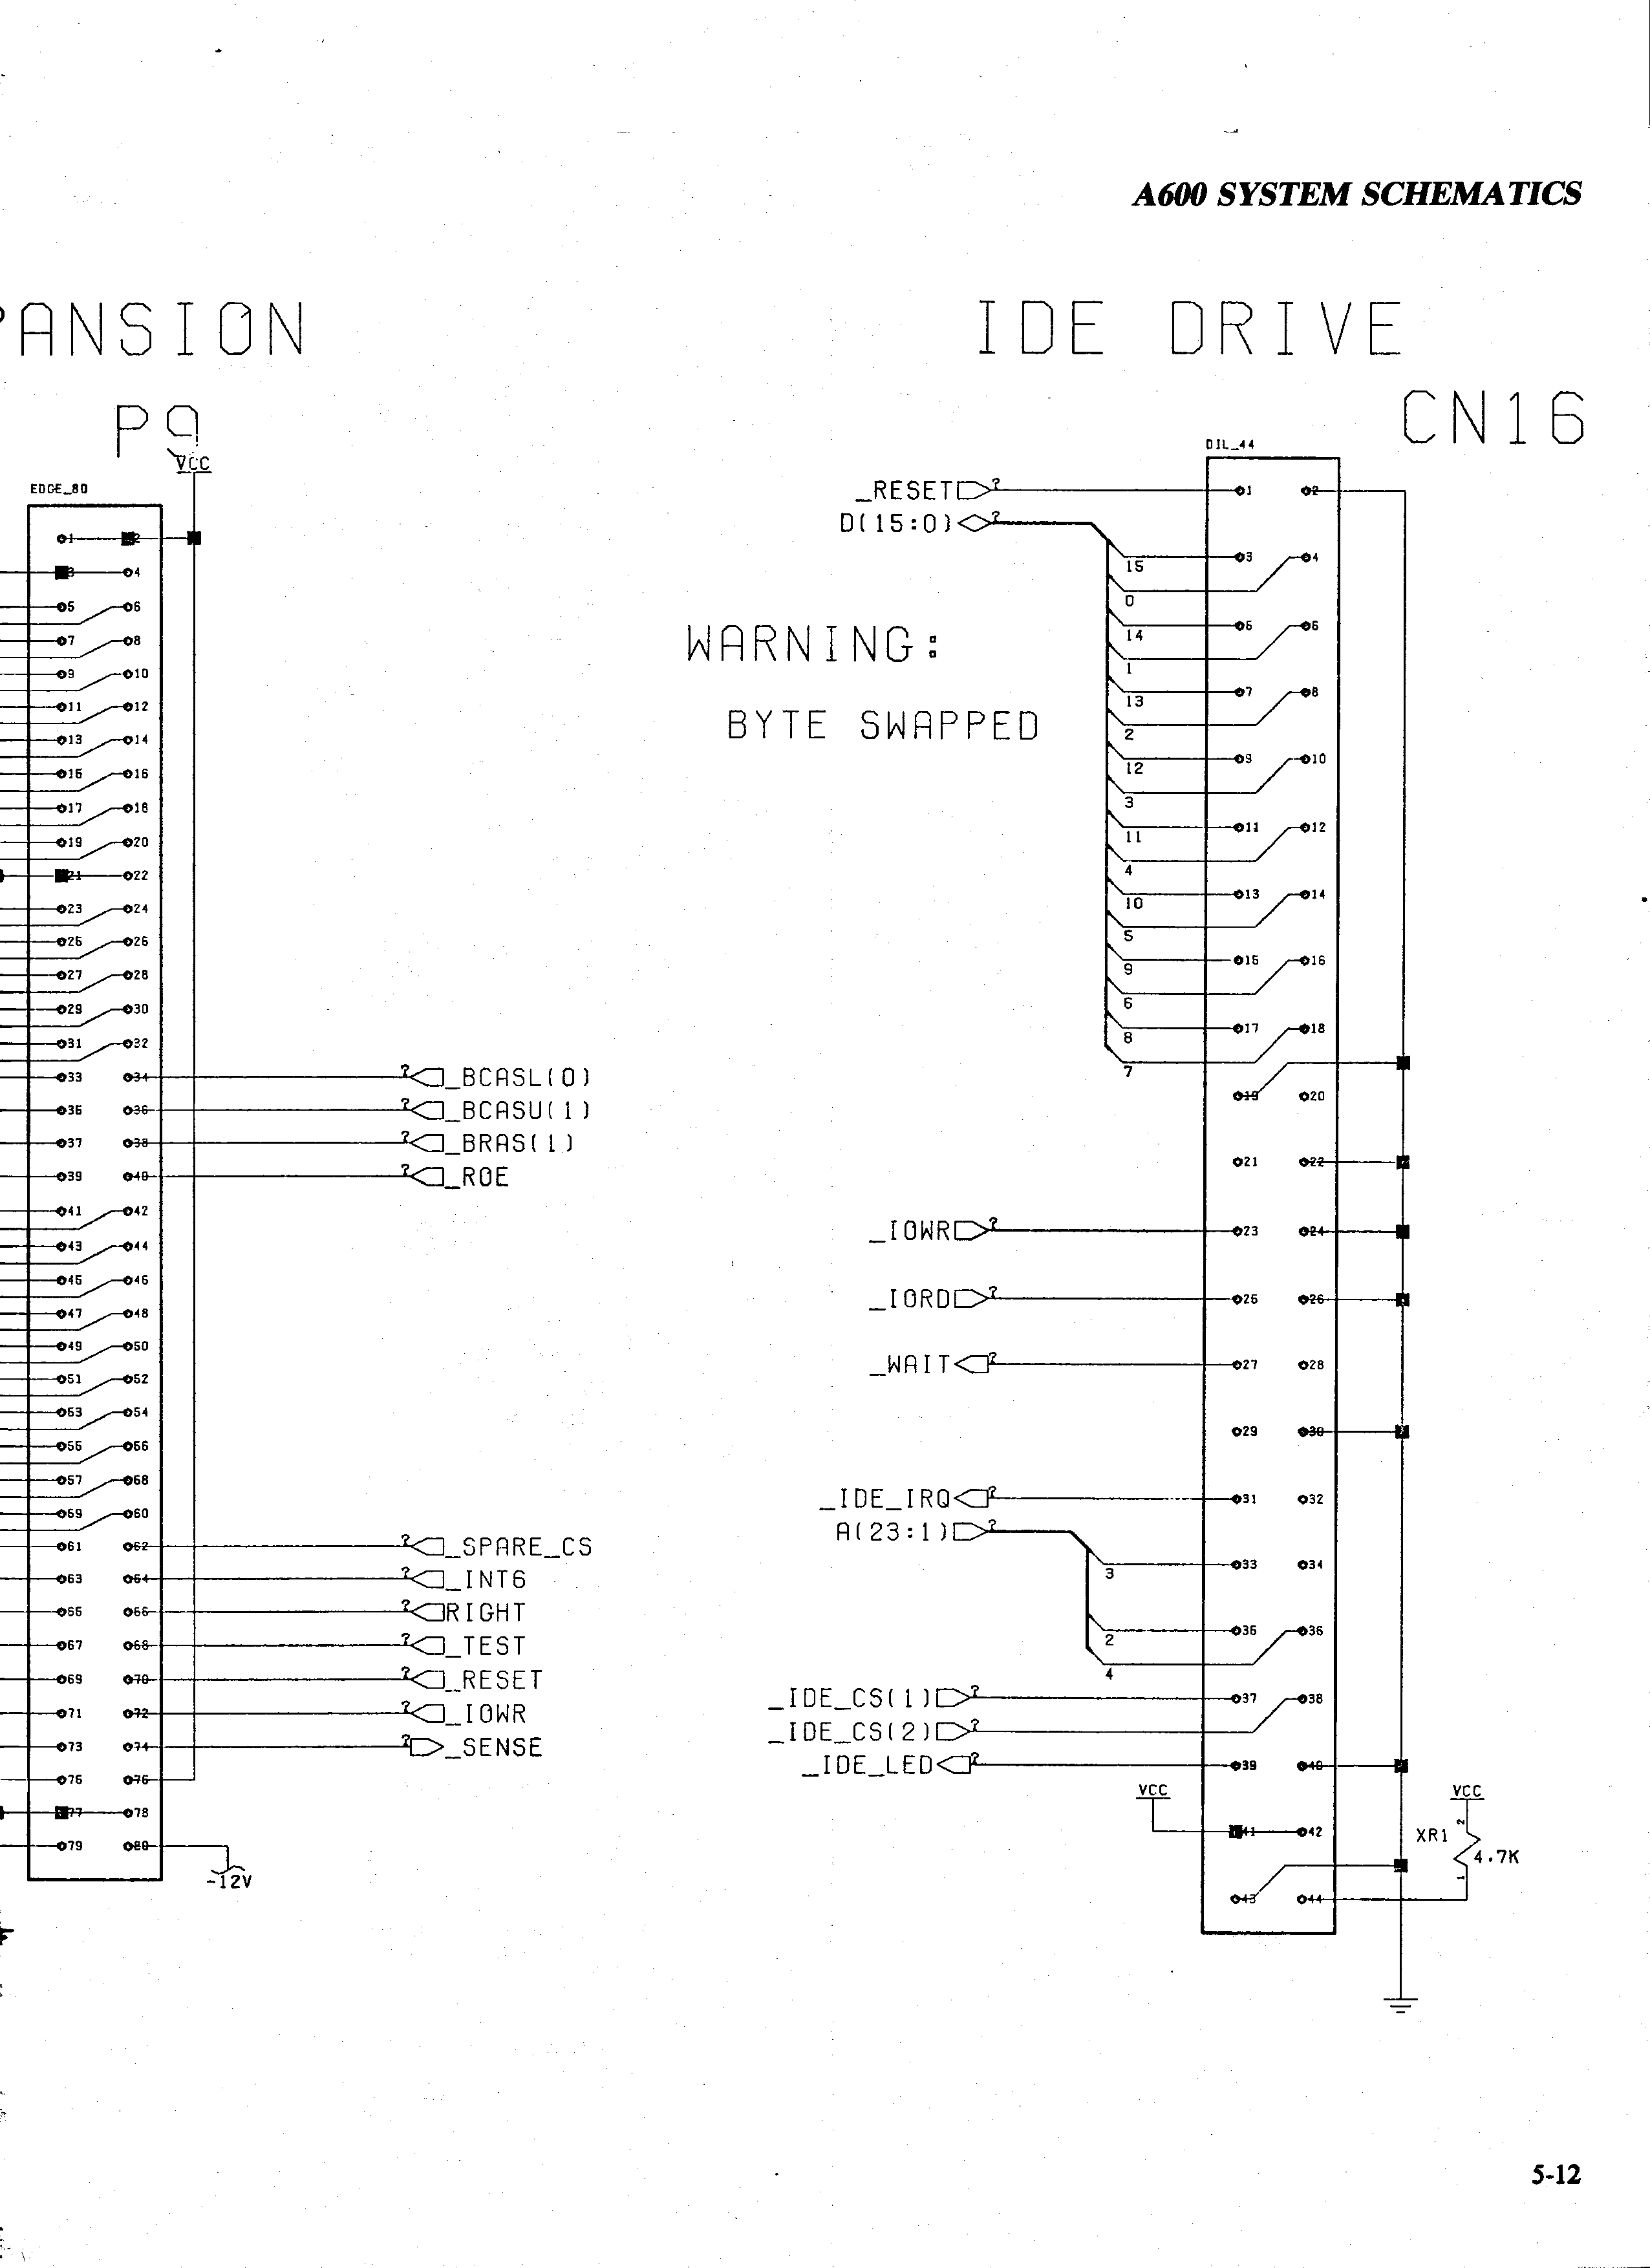 A600 SYSTEM SCHEMATICS
PANSION
IDE DRIVE
P9
CN16
VCC
EDGE_80
DIL_44
1 2
3 4
5 6
7 8
9 10
11 12
13 14
15 16
17 18
19 20
21 22
23 24
25 26
27 28
29 30
31 32
33 34 ? _BCASL(0)
35 36 ? _BCASU(1)
37 38 ? _BRAS(1)
39 40 ? _ROE
41 42
43 44
45 46
47 48
49 50
51 52
53 54
55 56
57 58
59 60
61 62 ? _SPARE_CS
63 64 ? _INT6
65 66 ? RIGHT
67 68 ? _TEST
69 70 ? _RESET
71 72 ? _IOWR
73 74 ? _SENSE
75 76
77 78
79 80
-12V
WARNING:
BYTE SWAPPED
_RESET ? 1 2
D(15:0) ?
15 3 4
0
14 5 6
1
13 7 8
2
12 9 10
3
11 11 12
4
10 13 14
5
9 15 16
6
8 17 18
7
19 20
21 22
_IOWR ? 23 24
_IORD ? 25 26
_WAIT ? 27 28
29 30
_IDE_IRQ ? 31 32
A(23:1) ?
3 33 34
2 35 36
4
_IDE_CS(1) ? 37 38
_IDE_CS(2) ?
_IDE_LED ? 39 40
VCC
VCC
41 42
XR1
2
4.7K
1
43 44
5-12